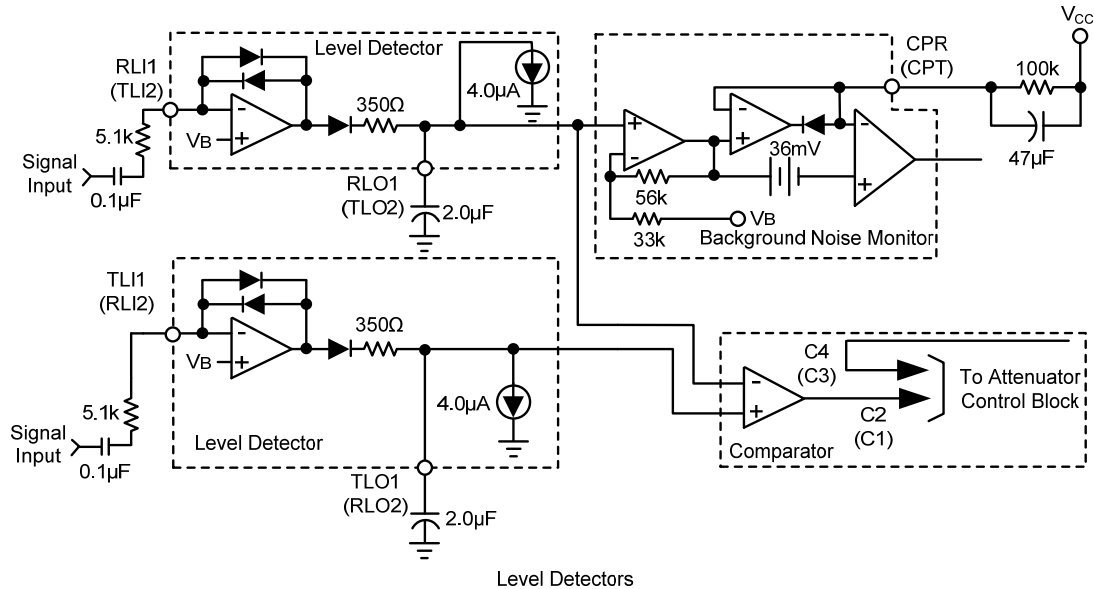 Level Detector
RLI1
(TLI2)
5.1k
Signal
Input
0.1µF
VB
350Ω
4.0µA
RLO1
(TLO2)
2.0µF
CPR
(CPT)
VCC
100k
47µF
36mV
56k
33k
VB
Background Noise Monitor
TLI1
(RLI2)
5.1k
Signal
Input
0.1µF
VB
350Ω
4.0µA
Level Detector
TLO1
(RLO2)
2.0µF
C4
(C3)
C2
(C1)
To Attenuator
Control Block
Comparator
Level Detectors